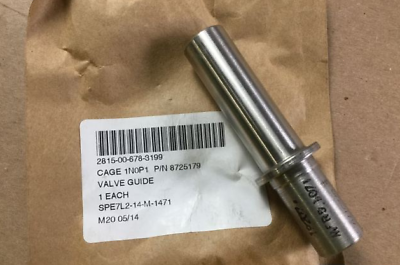 2815-00-678-3199
CAGE 1N0P1 P/N 8725179
VALVE GUIDE
1 EACH
SPE7L2-14-M-1471
M20 05/14